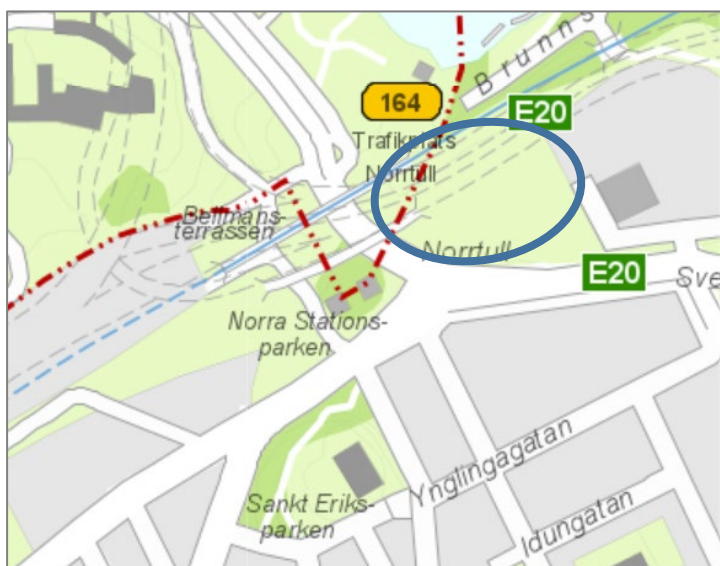 Brunns
164
E20
Trafikplats
Norrtull
Bellmans-
terrassen
Norrtull
E20
Sve
Norra Stations-
parken
Ynglingagatan
Sankt Eriks-
parken
Idungatan